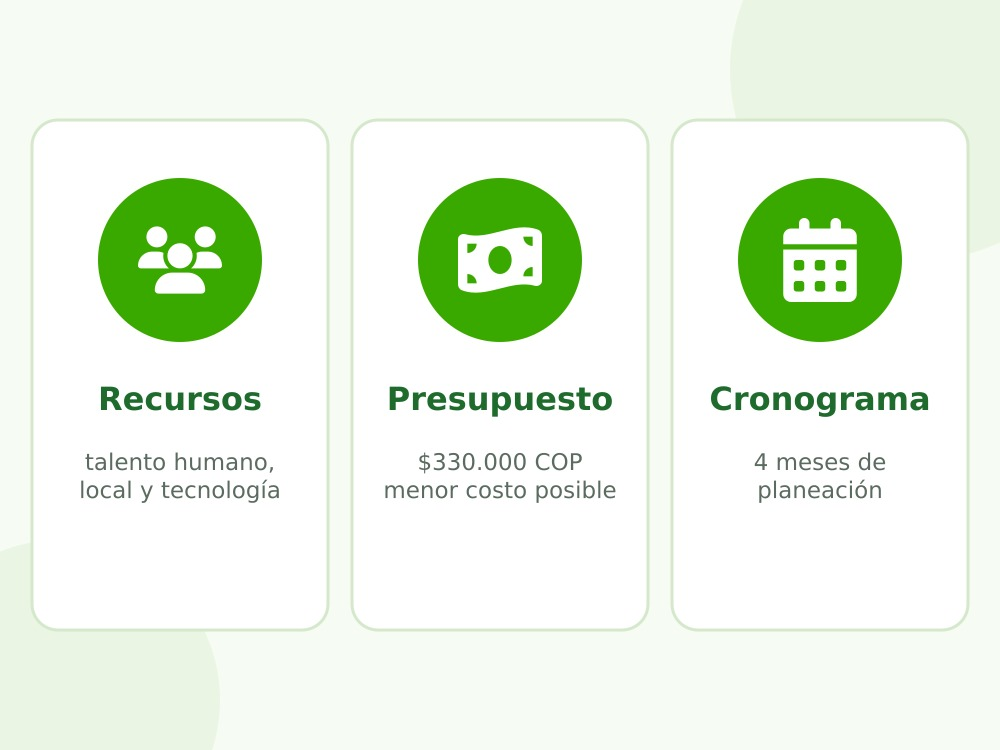 Recursos
talento humano,
local y tecnología
Presupuesto
$330.000 COP
menor costo posible
Cronograma
4 meses de
planeación